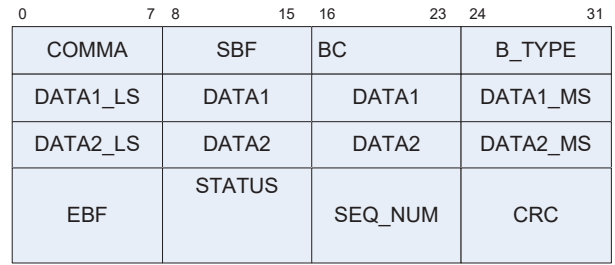 0 7 8 15 16 23 24 31
COMMA SBF BC B_TYPE
DATA1_LS DATA1 DATA1 DATA1_MS
DATA2_LS DATA2 DATA2 DATA2_MS
EBF STATUS SEQ_NUM CRC